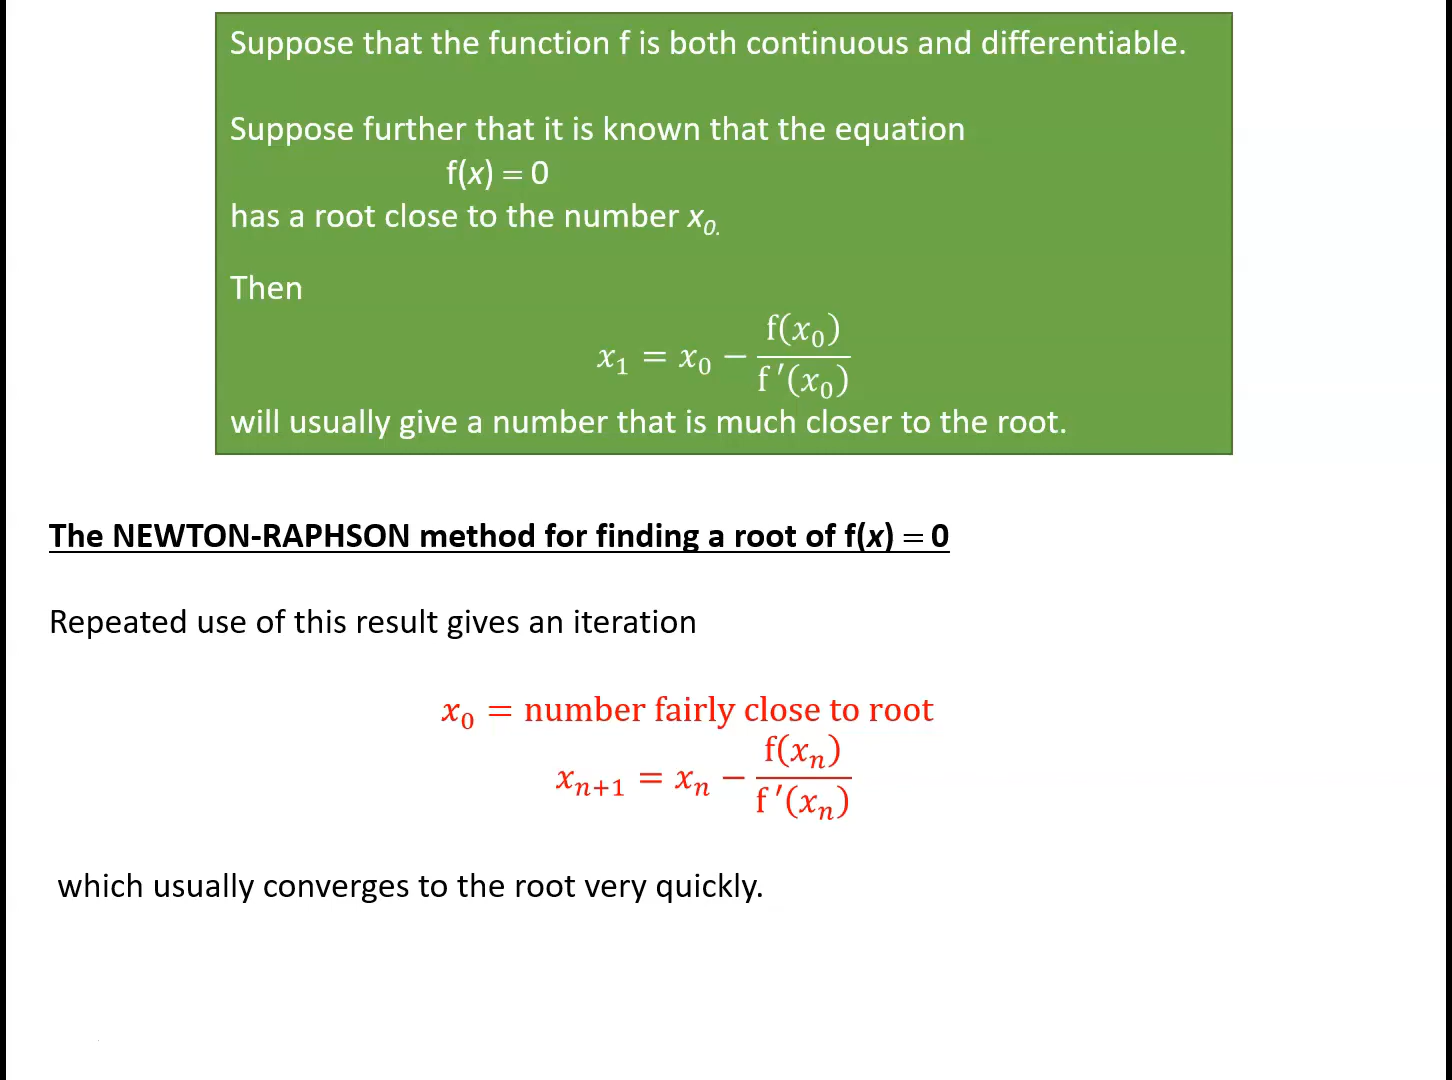 Suppose that the function f is both continuous and differentiable.
Suppose further that it is known that the equation
f(x) = 0
has a root close to the number x₀.
Then
x₁ = x₀ − f(x₀)/f ′(x₀)
will usually give a number that is much closer to the root.
The NEWTON-RAPHSON method for finding a root of f(x) = 0
Repeated use of this result gives an iteration
x₀ = number fairly close to root
xₙ₊₁ = xₙ − f(xₙ)/f ′(xₙ)
which usually converges to the root very quickly.